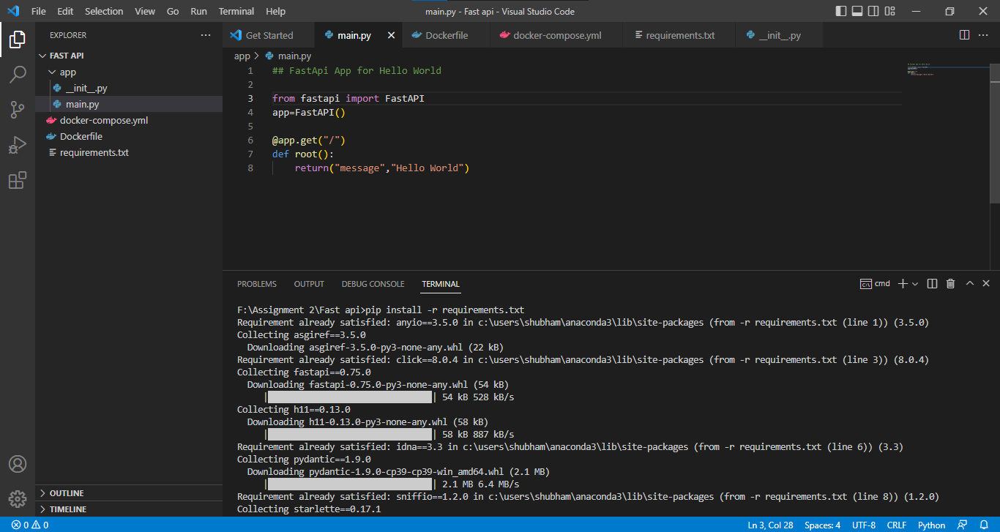 File Edit Selection View Go Run Terminal Help main.py - Fast api - Visual Studio Code
EXPLORER
FAST API
app
__init__.py
main.py
docker-compose.yml
Dockerfile
requirements.txt
OUTLINE
TIMELINE
Get Started main.py Dockerfile docker-compose.yml requirements.txt __init__.py
app > main.py
1 ## FastApi App for Hello World
2
3 from fastapi import FastAPI
4 app=FastAPI()
5
6 @app.get("/")
7 def root():
8     return("message","Hello World")
PROBLEMS OUTPUT DEBUG CONSOLE TERMINAL cmd
F:\Assignment 2\Fast api>pip install -r requirements.txt
Requirement already satisfied: anyio==3.5.0 in c:\users\shubham\anaconda3\lib\site-packages (from -r requirements.txt (line 1)) (3.5.0)
Collecting asgiref==3.5.0
  Downloading asgiref-3.5.0-py3-none-any.whl (22 kB)
Requirement already satisfied: click==8.0.4 in c:\users\shubham\anaconda3\lib\site-packages (from -r requirements.txt (line 3)) (8.0.4)
Collecting fastapi==0.75.0
  Downloading fastapi-0.75.0-py3-none-any.whl (54 kB)
| | 54 kB 528 kB/s
Collecting h11==0.13.0
  Downloading h11-0.13.0-py3-none-any.whl (58 kB)
| | 58 kB 887 kB/s
Requirement already satisfied: idna==3.3 in c:\users\shubham\anaconda3\lib\site-packages (from -r requirements.txt (line 6)) (3.3)
Collecting pydantic==1.9.0
  Downloading pydantic-1.9.0-cp39-cp39-win_amd64.whl (2.1 MB)
| | 2.1 MB 6.4 MB/s
Requirement already satisfied: sniffio==1.2.0 in c:\users\shubham\anaconda3\lib\site-packages (from -r requirements.txt (line 8)) (1.2.0)
Collecting starlette==0.17.1
0 0 Ln 3, Col 28 Spaces: 4 UTF-8 CRLF Python